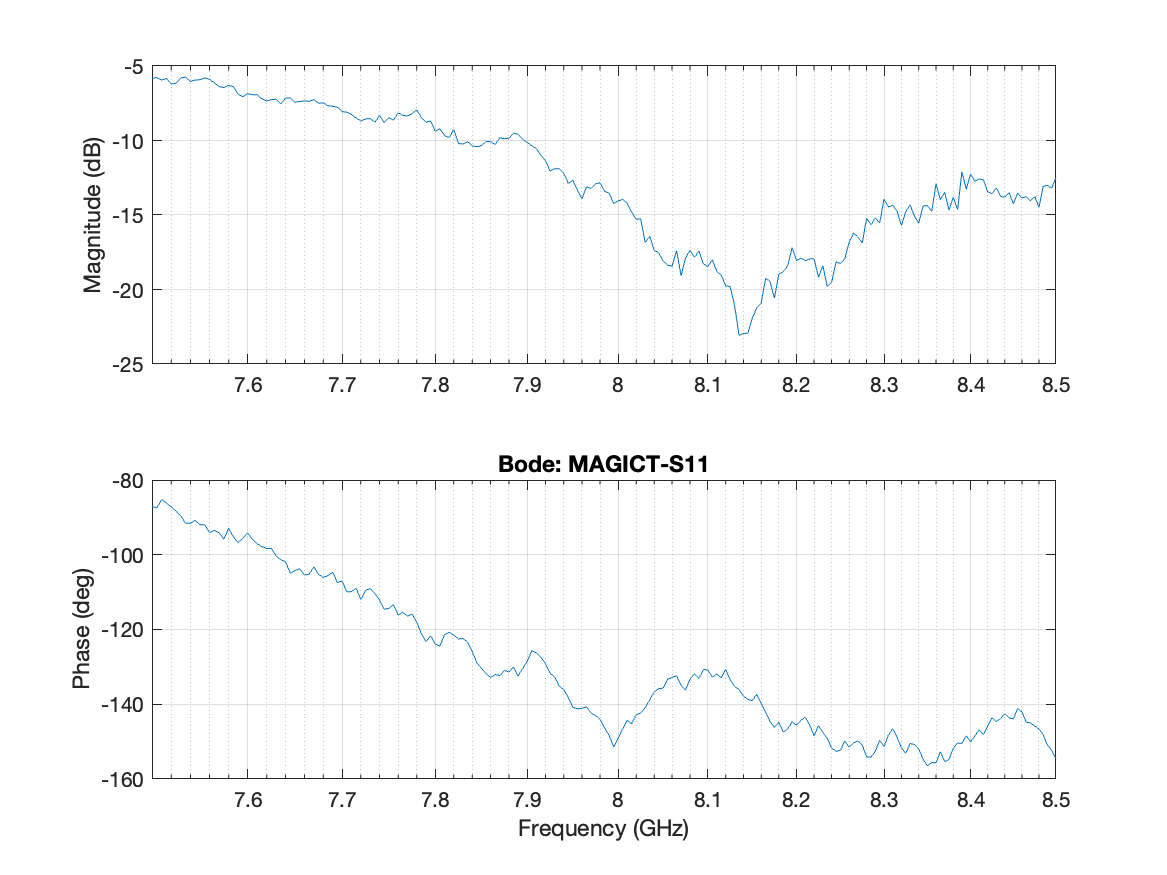 -5
-10
-15
-20
-25
Magnitude (dB)
7.6 7.7 7.8 7.9 8 8.1 8.2 8.3 8.4 8.5
Bode: MAGICT-S11
-80
-100
-120
-140
-160
Phase (deg)
7.6 7.7 7.8 7.9 8 8.1 8.2 8.3 8.4 8.5
Frequency (GHz)